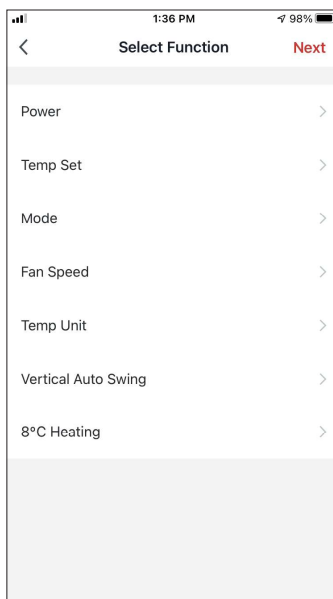 1:36 PM 98%
Select Function Next
Power
Temp Set
Mode
Fan Speed
Temp Unit
Vertical Auto Swing
8°C Heating